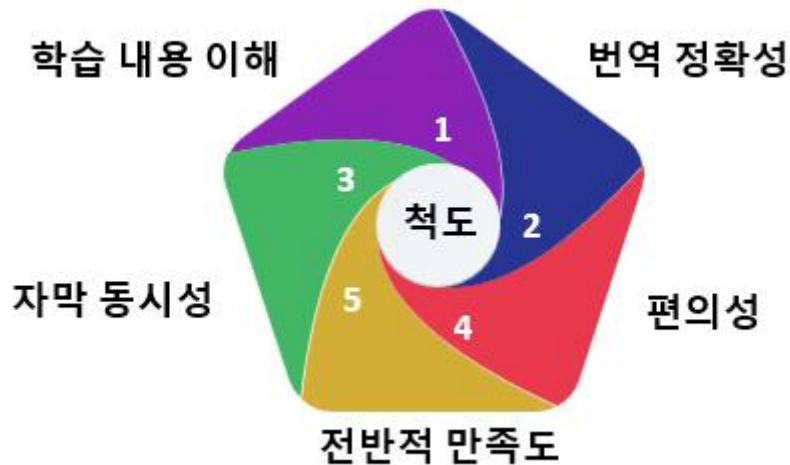 학습 내용 이해
번역 정확성
1
3
척도
2
자막 동시성
편의성
5
4
전반적 만족도